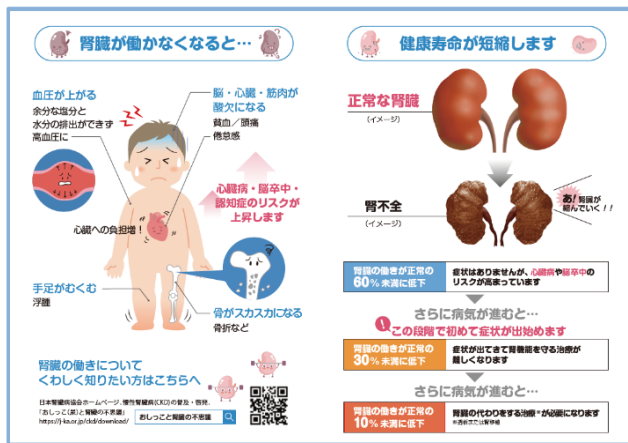 腎臓が働かなくなると…
血圧が上がる
余分な塩分と
水分の排出ができず
高血圧に
脳・心臓・筋肉が
酸欠になる
貧血／頭痛
倦怠感
心臓病・脳卒中・
認知症のリスクが
上昇します
心臓への負担増！
手足がむくむ
浮腫
骨がスカスカになる
骨折など
腎臓の働きについて
くわしく知りたい方はこちらへ
日本腎臓病協会ホームページ、慢性腎臓病(CKD)の普及・啓発、
「おしっこ(尿)と腎臓の不思議」
https://j-ka.or.jp/ckd/download/
おしっこと腎臓の不思議
健康寿命が短縮します
正常な腎臓
（イメージ）
腎不全
（イメージ）
あ！腎臓が
縮んでいく！！
腎臓の働きが正常の
60％未満に低下
症状はありませんが、心臓病や脳卒中の
リスクが高まっています
さらに病気が進むと…
！この段階で初めて症状が出始めます
腎臓の働きが正常の
30％未満に低下
症状が出てきて腎機能を守る治療が
難しくなります
さらに病気が進むと…
腎臓の働きが正常の
10％未満に低下
腎臓の代わりをする治療※が必要になります
※透析または腎移植